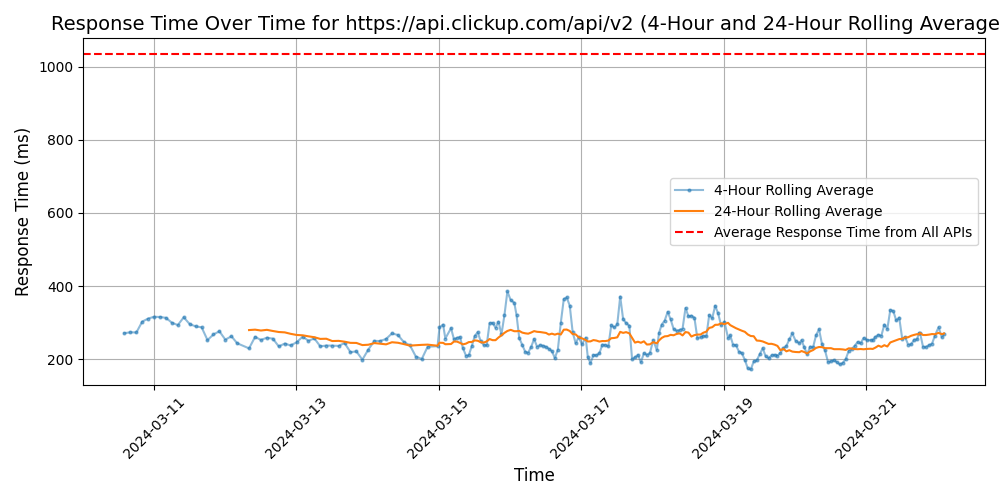 Response Time Over Time for https://api.clickup.com/api/v2 (4-Hour and 24-Hour Rolling Average
Response Time (ms)
1000
800
600
400
200
4-Hour Rolling Average
24-Hour Rolling Average
Average Response Time from All APIs
2024-03-11
2024-03-13
2024-03-15
2024-03-17
2024-03-19
2024-03-21
Time